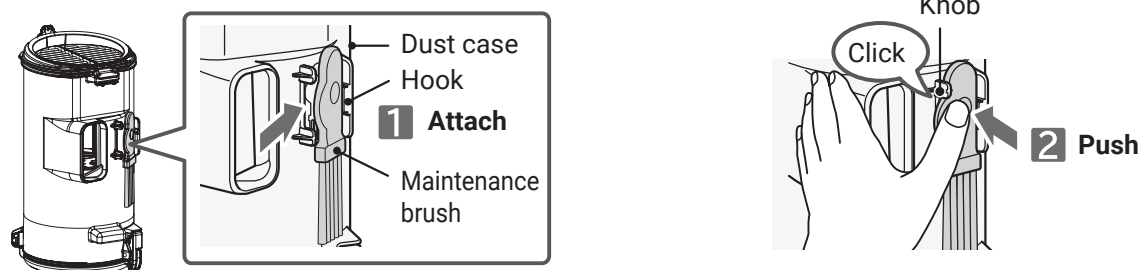 Dust case
Hook
1 Attach
Maintenance
brush
Knob
Click
2 Push